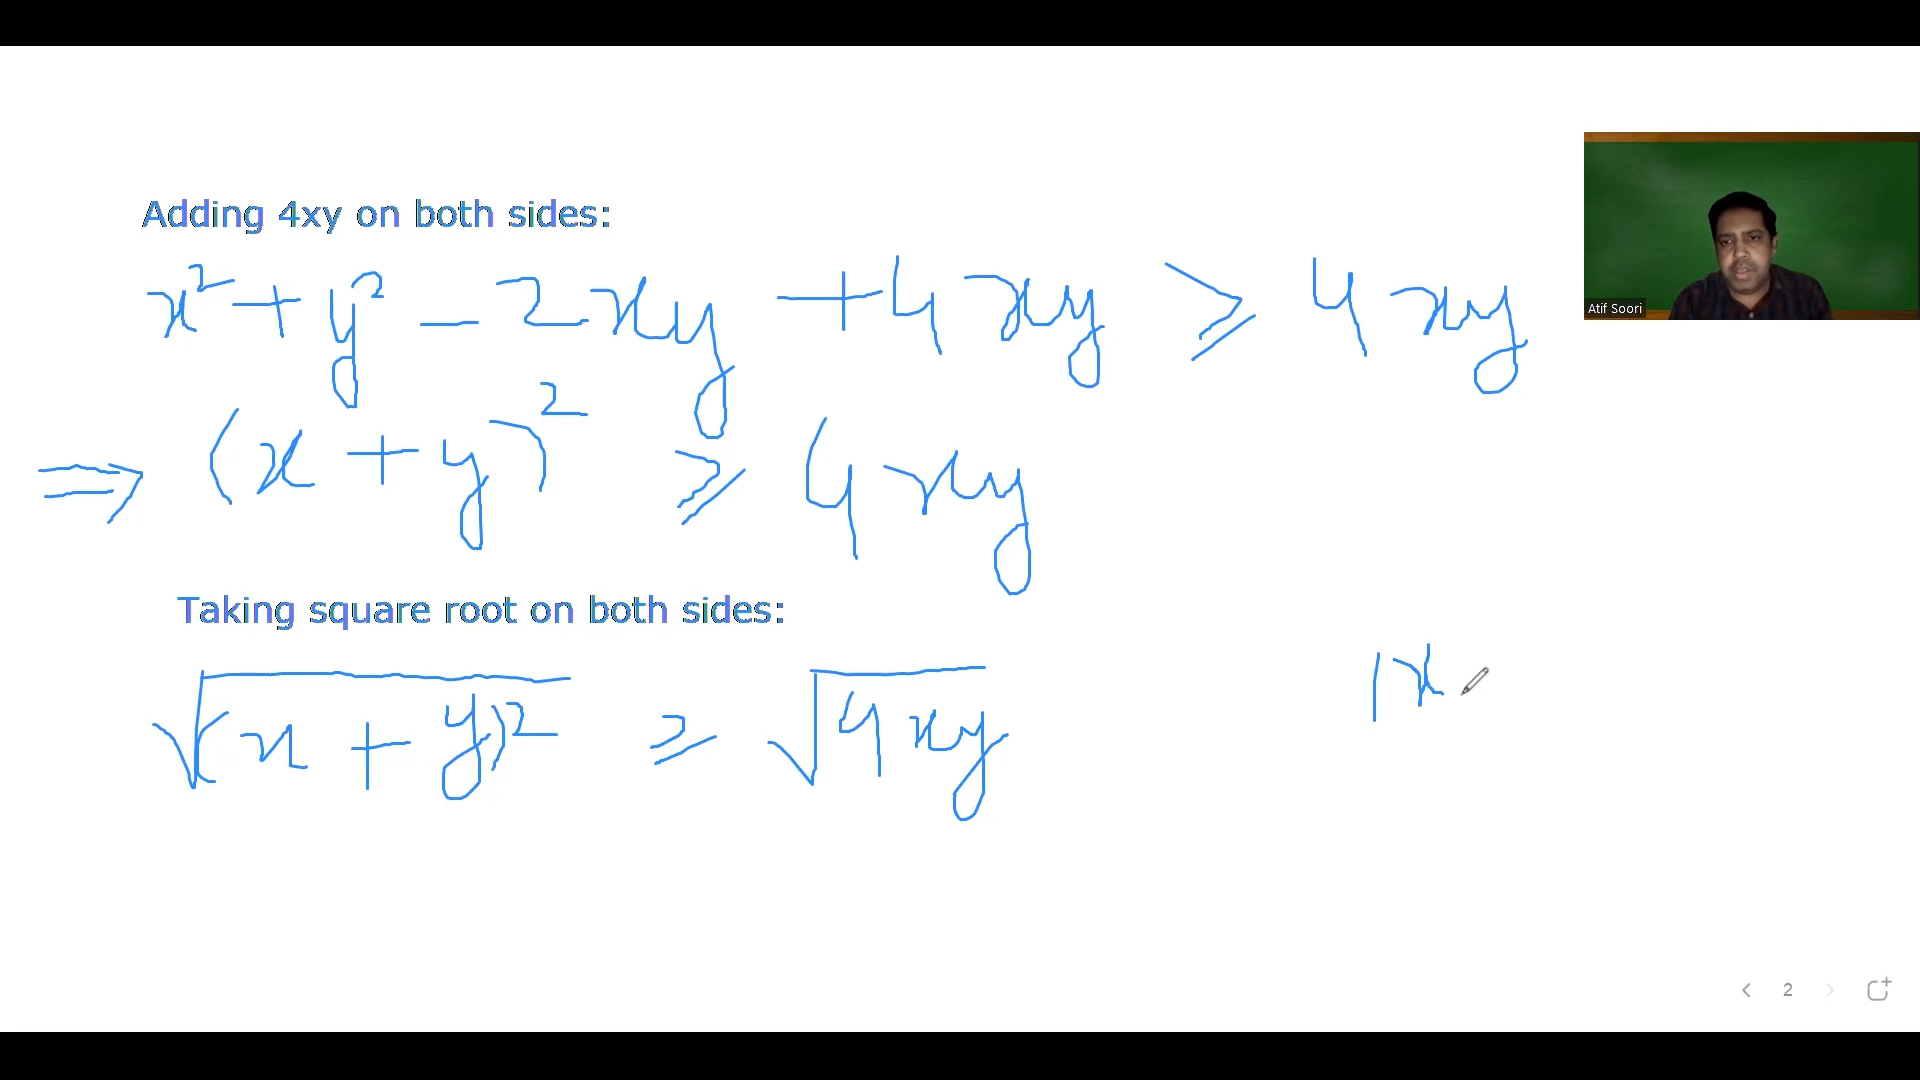 Adding 4xy on both sides:
x² + y² - 2xy + 4xy ≥ 4xy
⇒ (x + y)² ≥ 4xy
Taking square root on both sides:
√(x + y)² ≥ √4xy
|x
Atif Soori
2